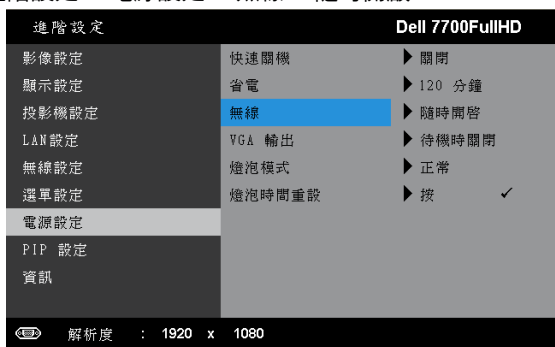 進階設定 Dell 7700FullHD
影像設定 快速關機 ▶ 關閉
顯示設定 省電 ▶ 120 分鐘
投影機設定 無線 ▶ 隨時開啓
LAN設定 VGA 輸出 ▶ 待機時關閉
無線設定 燈泡模式 ▶ 正常
選單設定 燈泡時間重設 ▶ 按 ✓
電源設定
PIP 設定
資訊
解析度 : 1920 x 1080